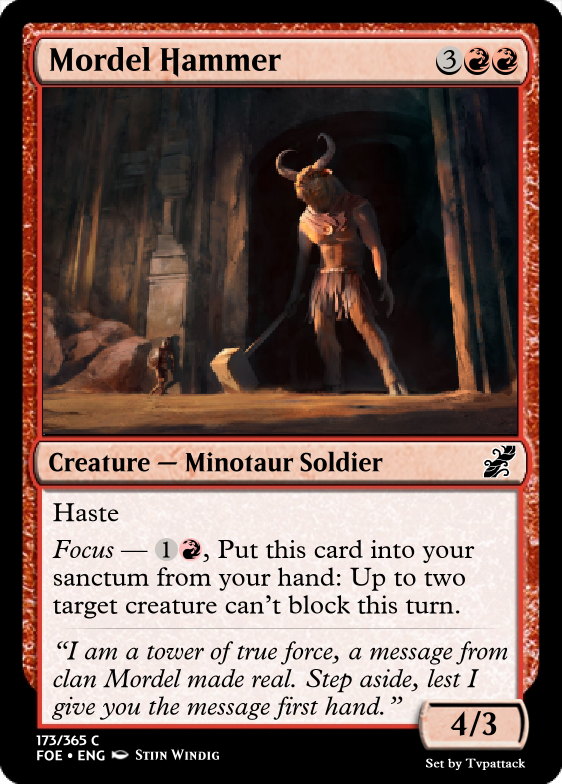 Mordel Hammer 3
Creature — Minotaur Soldier
Haste
Focus — 1, Put this card into your
sanctum from your hand: Up to two
target creature can't block this turn.
“I am a tower of true force, a message from
clan Mordel made real. Step aside, lest I
give you the message first hand.”
4/3
173/365 C
FOE • ENG Stijn Windig
Set by Tvpattack